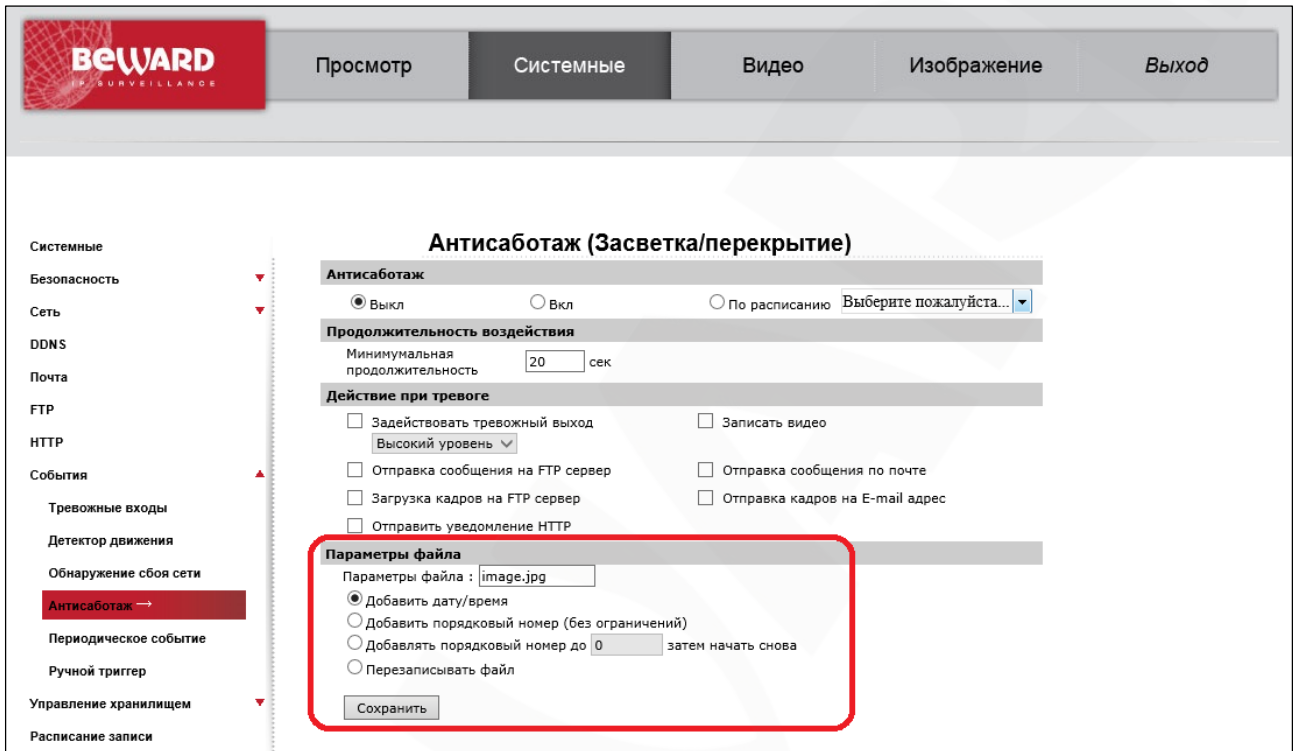 BEWARD
IP SURVEILLANCE
Просмотр
Системные
Видео
Изображение
Выход
Системные
Безопасность
Сеть
DDNS
Почта
FTP
HTTP
События
Тревожные входы
Детектор движения
Обнаружение сбоя сети
Антисаботаж →
Периодическое событие
Ручной триггер
Управление хранилищем
Расписание записи
Антисаботаж (Засветка/перекрытие)
Антисаботаж
Выкл
Вкл
По расписанию Выберите пожалуйста...
Продолжительность воздействия
Минимумальная
продолжительность
20 сек
Действие при тревоге
Задействовать тревожный выход
Записать видео
Высокий уровень
Отправка сообщения на FTP сервер
Отправка сообщения по почте
Загрузка кадров на FTP сервер
Отправка кадров на E-mail адрес
Отправить уведомление HTTP
Параметры файла
Параметры файла : image.jpg
Добавить дату/время
Добавить порядковый номер (без ограничений)
Добавлять порядковый номер до 0 затем начать снова
Перезаписывать файл
Сохранить